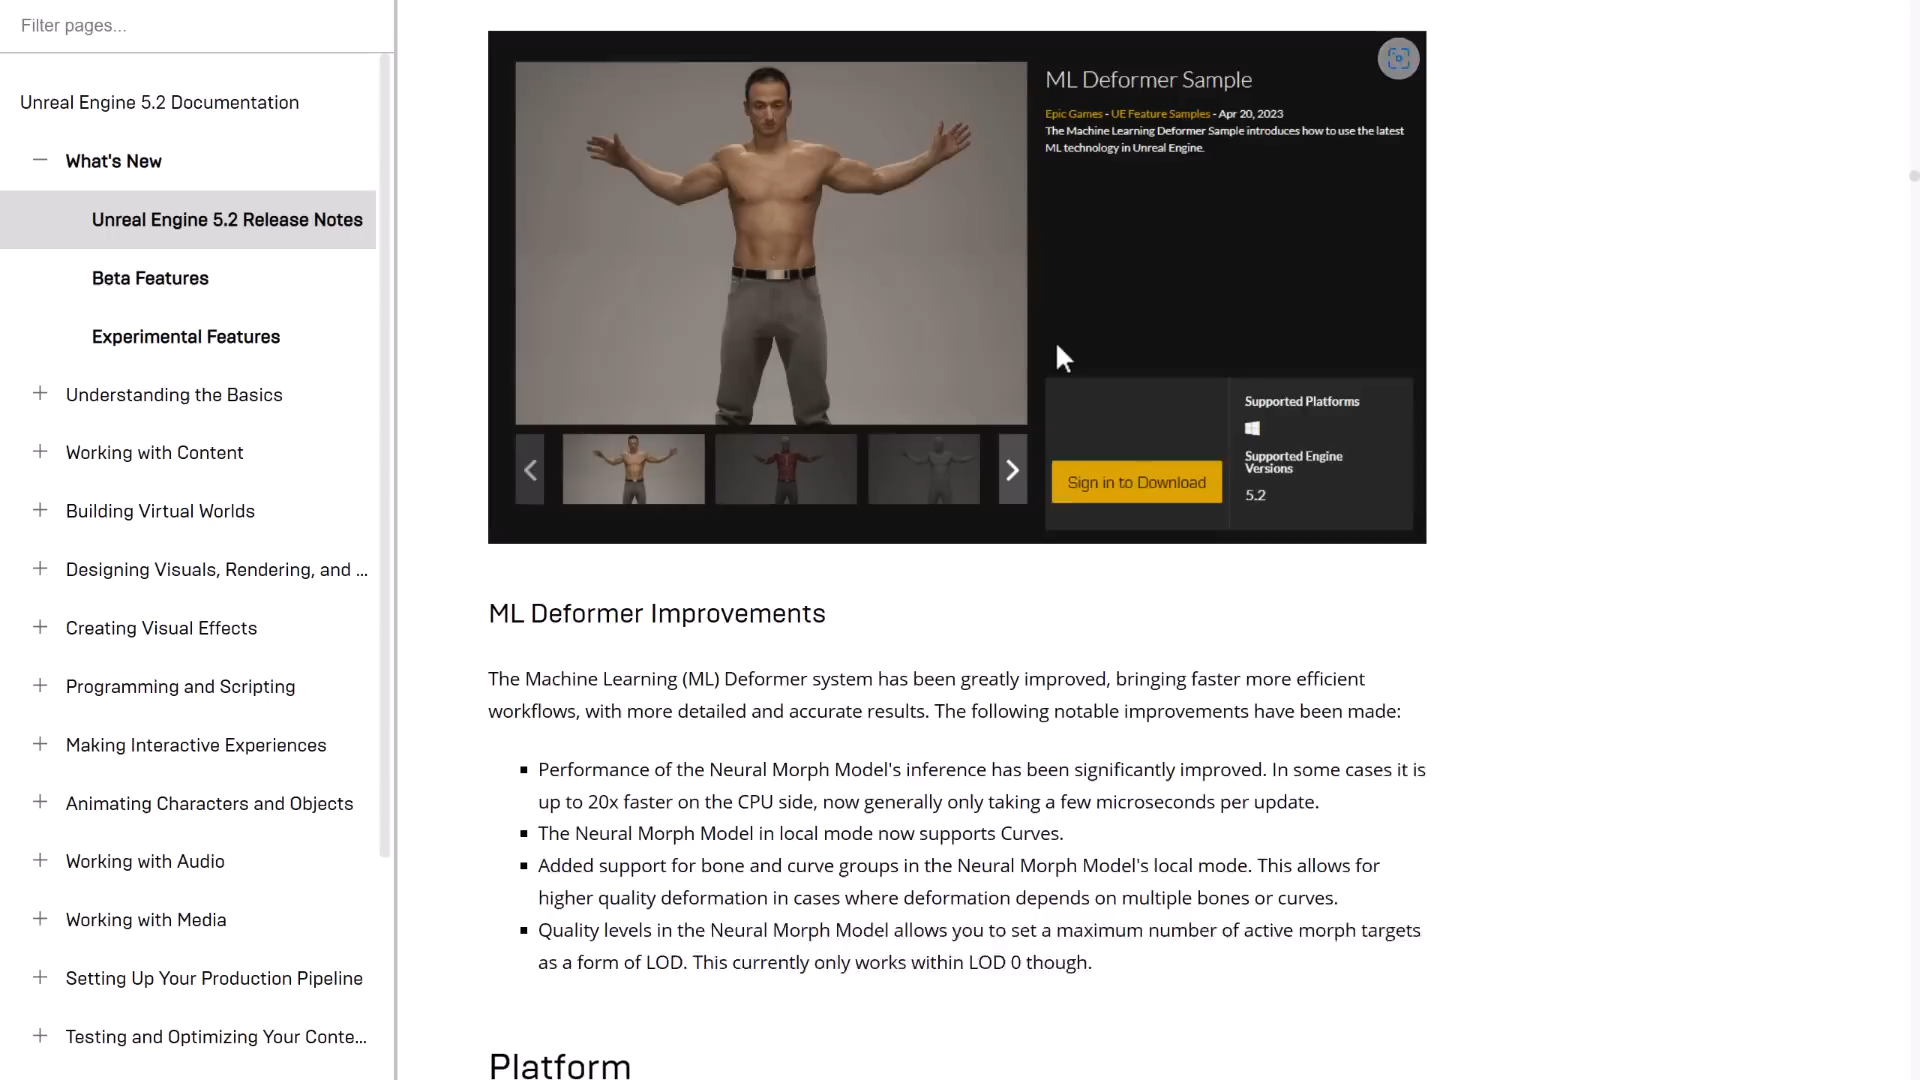 Filter pages...
Unreal Engine 5.2 Documentation
What's New
Unreal Engine 5.2 Release Notes
Beta Features
Experimental Features
Understanding the Basics
Working with Content
Building Virtual Worlds
Designing Visuals, Rendering, and ...
Creating Visual Effects
Programming and Scripting
Making Interactive Experiences
Animating Characters and Objects
Working with Audio
Working with Media
Setting Up Your Production Pipeline
Testing and Optimizing Your Conte...
ML Deformer Sample
Epic Games - UE Feature Samples - Apr 20, 2023
The Machine Learning Deformer Sample introduces how to use the latest
ML technology in Unreal Engine.
Sign in to Download
Supported Platforms
Supported Engine
Versions
5.2
ML Deformer Improvements
The Machine Learning (ML) Deformer system has been greatly improved, bringing faster more efficient
workflows, with more detailed and accurate results. The following notable improvements have been made:
Performance of the Neural Morph Model's inference has been significantly improved. In some cases it is
up to 20x faster on the CPU side, now generally only taking a few microseconds per update.
The Neural Morph Model in local mode now supports Curves.
Added support for bone and curve groups in the Neural Morph Model's local mode. This allows for
higher quality deformation in cases where deformation depends on multiple bones or curves.
Quality levels in the Neural Morph Model allows you to set a maximum number of active morph targets
as a form of LOD. This currently only works within LOD 0 though.
Platform